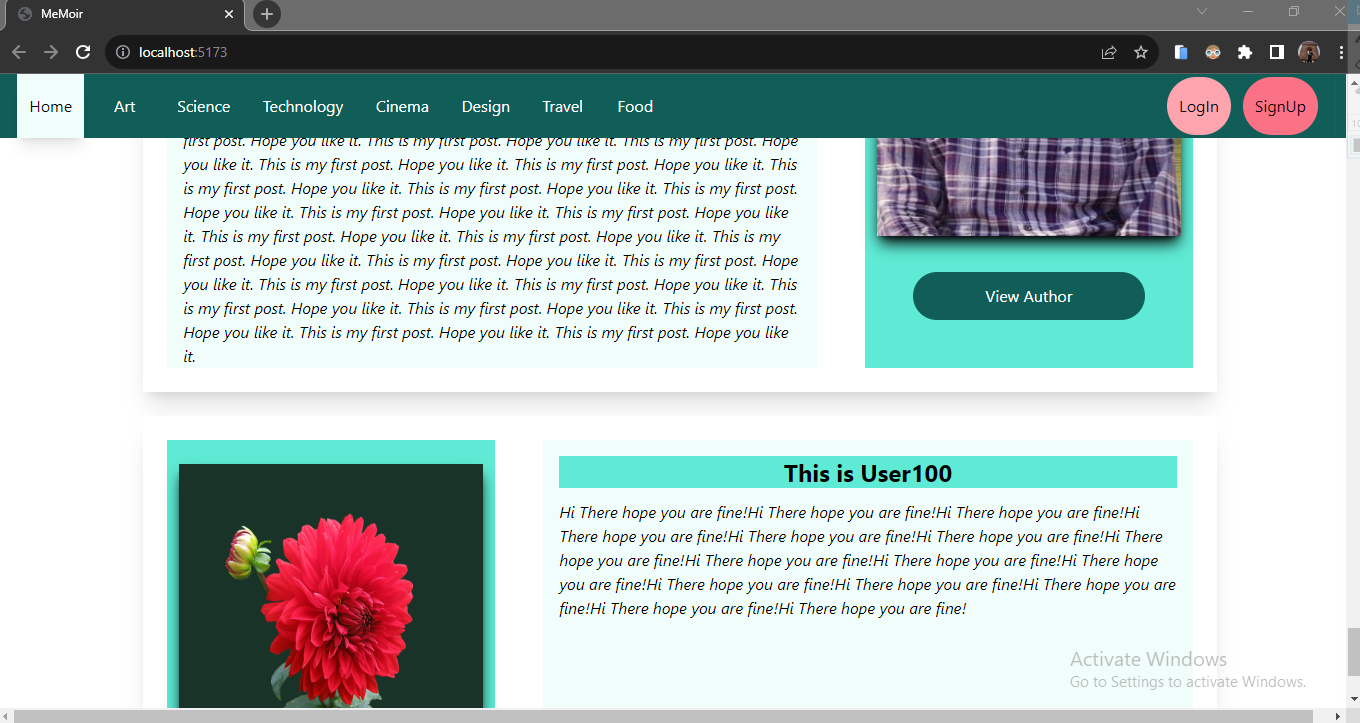 MeMoir
localhost:5173
Home Art Science Technology Cinema Design Travel Food LogIn SignUp
first post. Hope you like it. This is my first post. Hope you like it. This is my first post. Hope
you like it. This is my first post. Hope you like it. This is my first post. Hope you like it. This
is my first post. Hope you like it. This is my first post. Hope you like it. This is my first post.
Hope you like it. This is my first post. Hope you like it. This is my first post. Hope you like
it. This is my first post. Hope you like it. This is my first post. Hope you like it. This is my
first post. Hope you like it. This is my first post. Hope you like it. This is my first post. Hope
you like it. This is my first post. Hope you like it. This is my first post. Hope you like it. This
is my first post. Hope you like it. This is my first post. Hope you like it. This is my first post.
Hope you like it. This is my first post. Hope you like it. This is my first post. Hope you like
it.
View Author
This is User100
Hi There hope you are fine!Hi There hope you are fine!Hi There hope you are fine!Hi
There hope you are fine!Hi There hope you are fine!Hi There hope you are fine!Hi There
hope you are fine!Hi There hope you are fine!Hi There hope you are fine!Hi There hope
you are fine!Hi There hope you are fine!Hi There hope you are fine!Hi There hope you are
fine!Hi There hope you are fine!Hi There hope you are fine!
Activate Windows
Go to Settings to activate Windows.